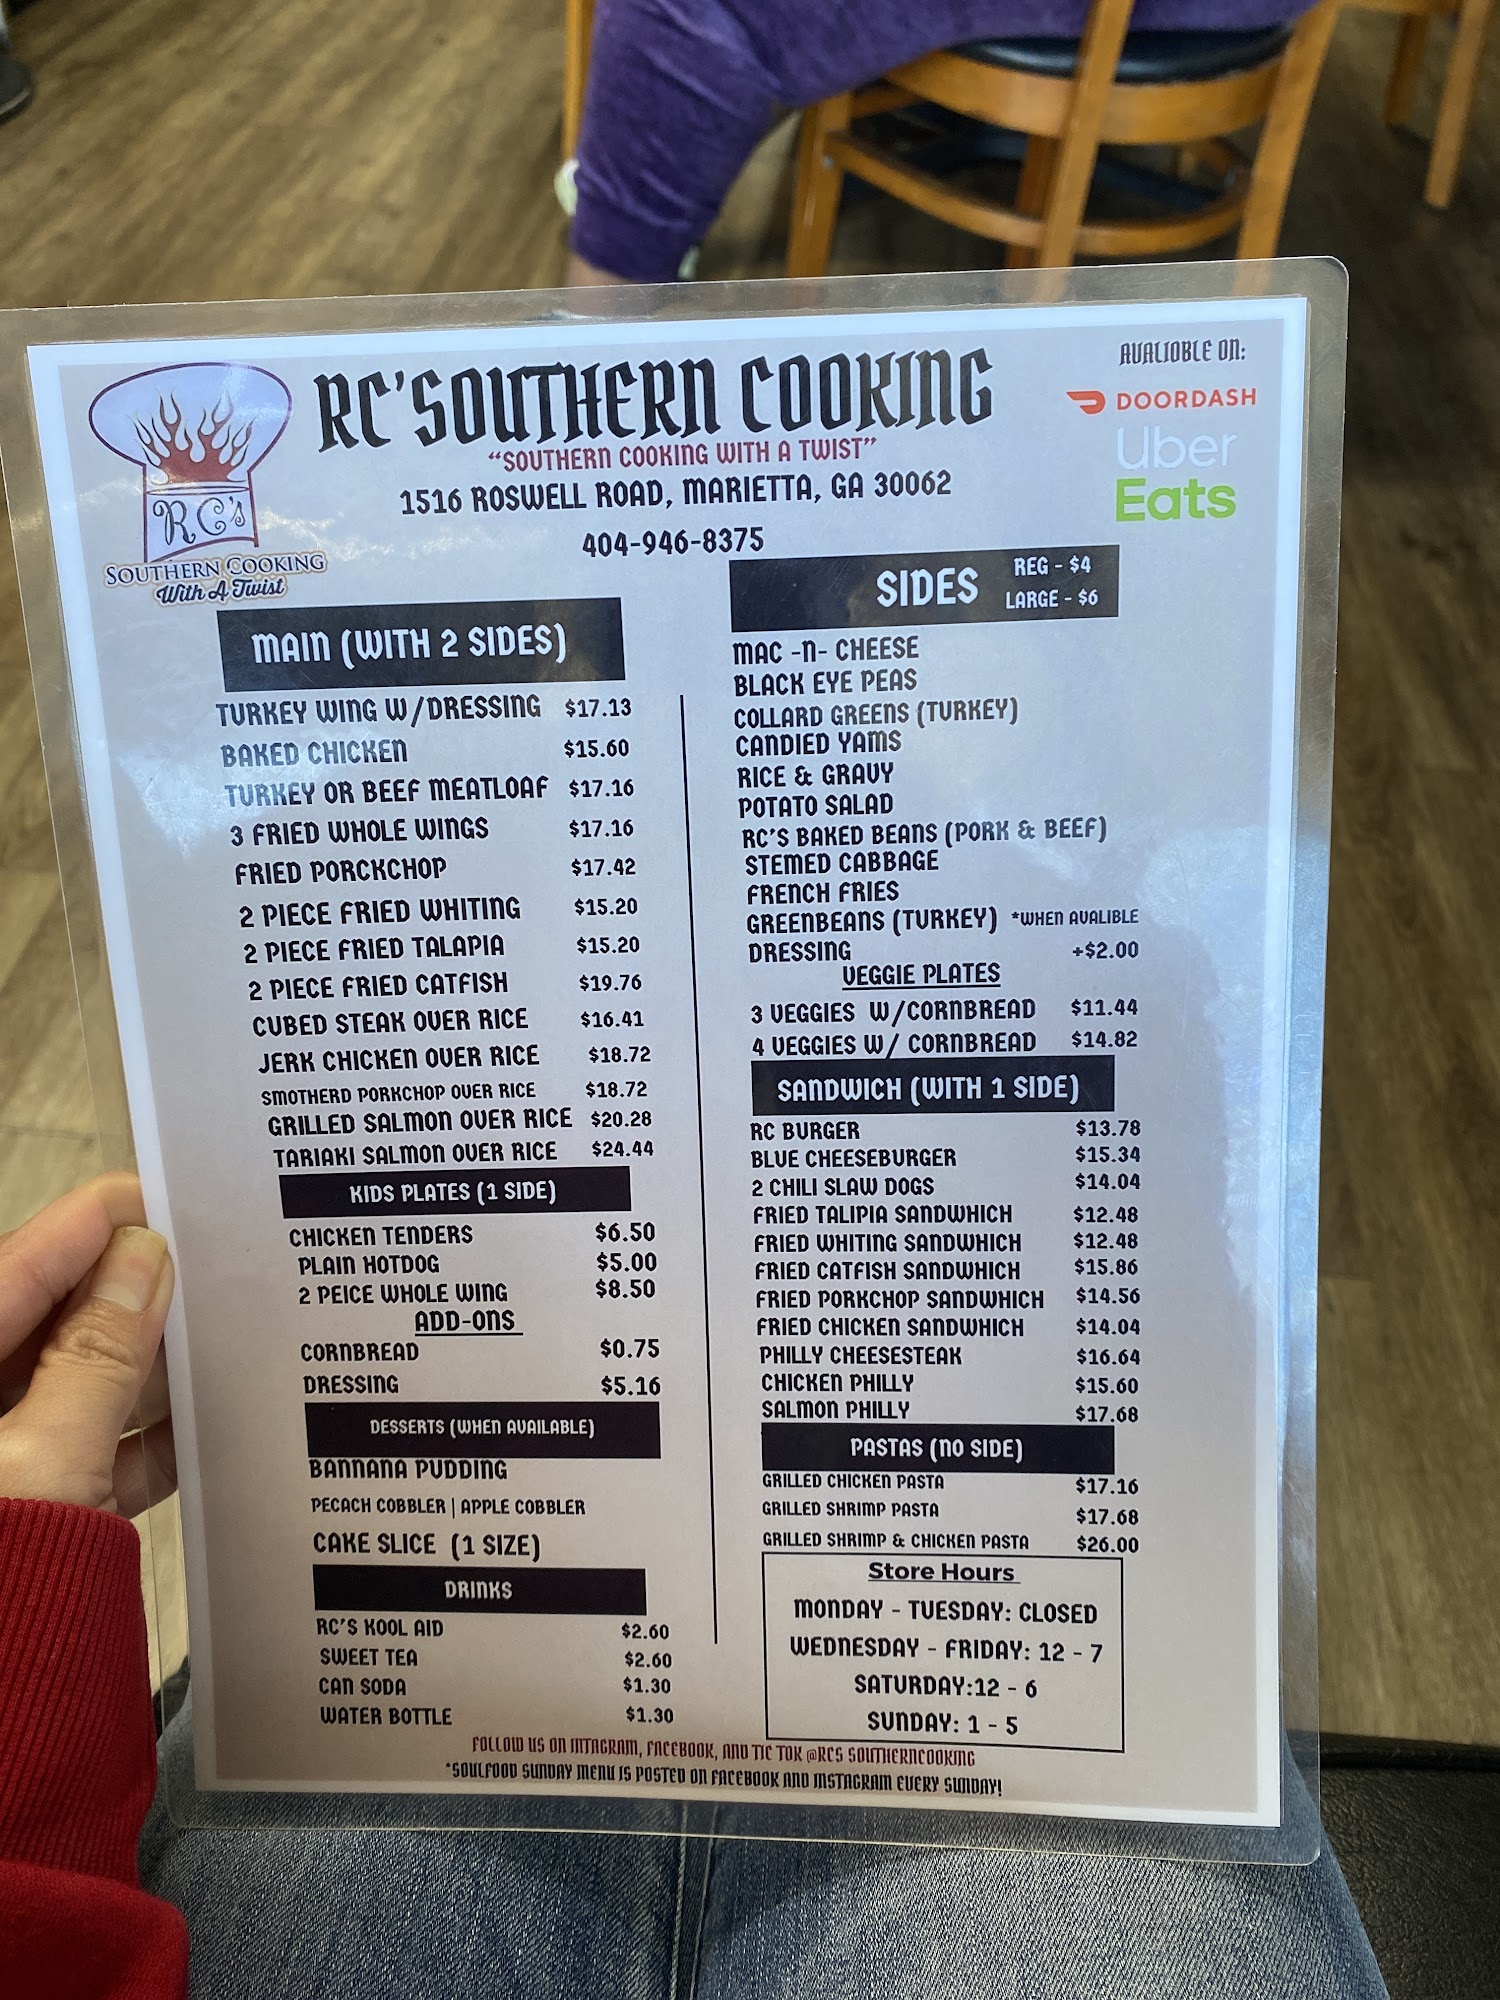 RC'SOUTHERN COOKING
"SOUTHERN COOKING WITH A TWIST"
1516 ROSWELL ROAD, MARIETTA, GA 30062
404-946-8375
RC's
SOUTHERN COOKING
With A Twist
AVALIOBLE ON:
DOORDASH
Uber
Eats
MAIN (WITH 2 SIDES)
TURKEY WING W/DRESSING $17.13
BAKED CHICKEN $15.60
TURKEY OR BEEF MEATLOAF $17.16
3 FRIED WHOLE WINGS $17.16
FRIED PORCKCHOP $17.42
2 PIECE FRIED WHITING $15.20
2 PIECE FRIED TALAPIA $15.20
2 PIECE FRIED CATFISH $19.76
CUBED STEAK OVER RICE $16.41
JERK CHICKEN OVER RICE $18.72
SMOTHERD PORKCHOP OVER RICE $18.72
GRILLED SALMON OVER RICE $20.28
TARIAKI SALMON OVER RICE $24.44
KIDS PLATES (1 SIDE)
CHICKEN TENDERS $6.50
PLAIN HOTDOG $5.00
2 PEICE WHOLE WING $8.50
ADD-ONS
CORNBREAD $0.75
DRESSING $5.16
DESSERTS (WHEN AVAILABLE)
BANNANA PUDDING
PECACH COBBLER | APPLE COBBLER
CAKE SLICE (1 SIZE)
DRINKS
RC'S KOOL AID $2.60
SWEET TEA $2.60
CAN SODA $1.30
WATER BOTTLE $1.30
SIDES REG - $4
LARGE - $6
MAC -N- CHEESE
BLACK EYE PEAS
COLLARD GREENS (TURKEY)
CANDIED YAMS
RICE & GRAVY
POTATO SALAD
RC'S BAKED BEANS (PORK & BEEF)
STEMED CABBAGE
FRENCH FRIES
GREENBEANS (TURKEY) *WHEN AVALIBLE
DRESSING +$2.00
VEGGIE PLATES
3 VEGGIES W/CORNBREAD $11.44
4 VEGGIES W/ CORNBREAD $14.82
SANDWICH (WITH 1 SIDE)
RC BURGER $13.78
BLUE CHEESEBURGER $15.34
2 CHILI SLAW DOGS $14.04
FRIED TALIPIA SANDWHICH $12.48
FRIED WHITING SANDWHICH $12.48
FRIED CATFISH SANDWHICH $15.86
FRIED PORKCHOP SANDWHICH $14.56
FRIED CHICKEN SANDWHICH $14.04
PHILLY CHEESESTEAK $16.64
CHICKEN PHILLY $15.60
SALMON PHILLY $17.68
PASTAS (NO SIDE)
GRILLED CHICKEN PASTA $17.16
GRILLED SHRIMP PASTA $17.68
GRILLED SHRIMP & CHICKEN PASTA $26.00
Store Hours
MONDAY - TUESDAY: CLOSED
WEDNESDAY - FRIDAY: 12 - 7
SATURDAY:12 - 6
SUNDAY: 1 - 5
FOLLOW US ON INTAGRAM, FACEBOOK, AND TIC TOK @RCS SOUTHERNCOOKING
*SOULFOOD SUNDAY MENU IS POSTED ON FACEBOOK AND INSTAGRAM EVERY SUNDAY!